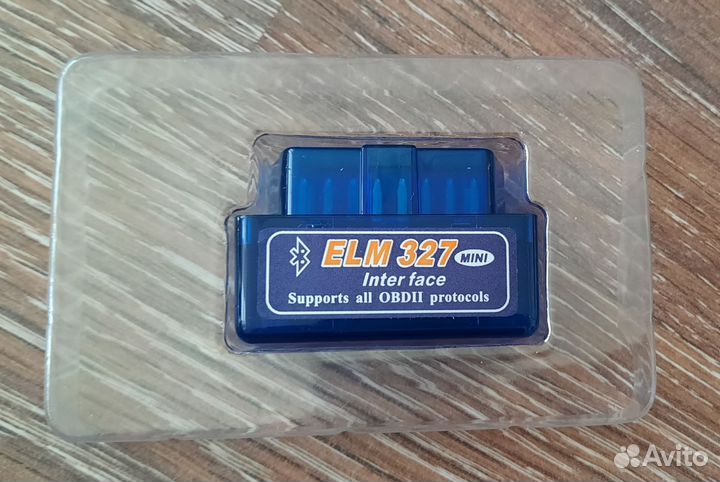 ELM 327 MINI
Inter face
Supports all OBDII protocols
Avito